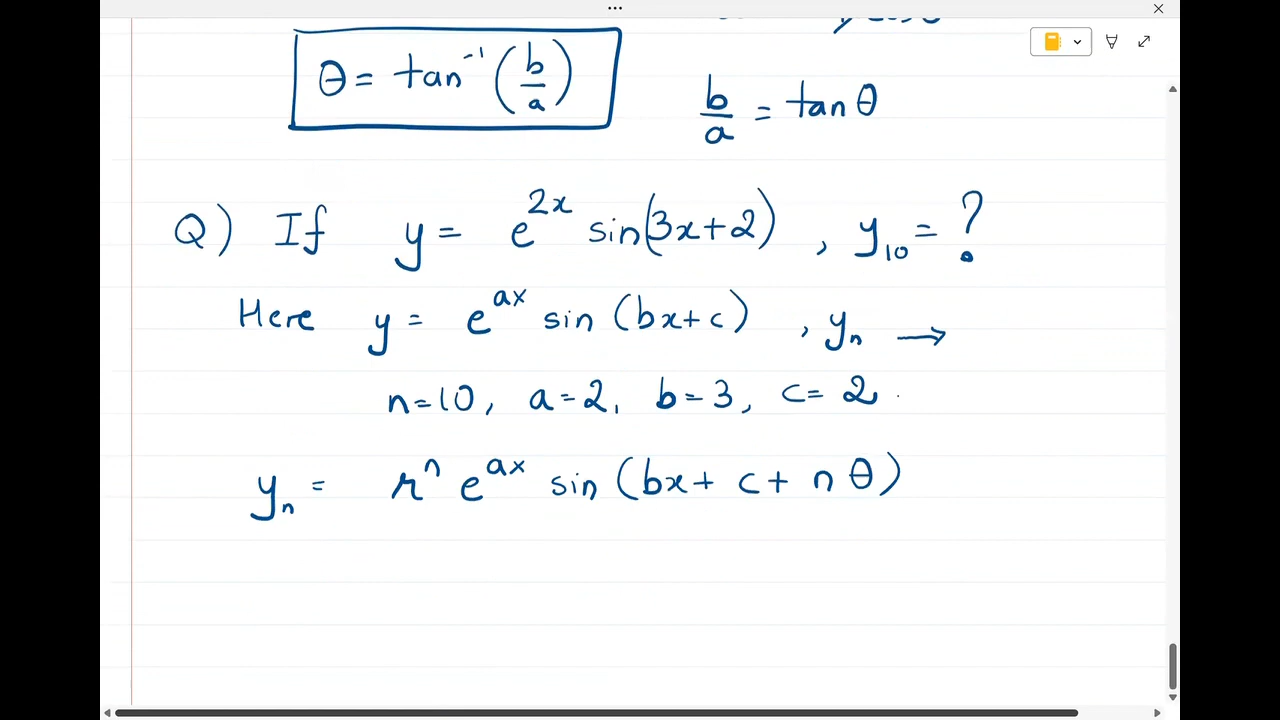 θ = tan⁻¹ (b/a)
b/a = tan θ
Q) If y = e^{2x} sin(3x+2) , y₁₀ = ?
Here y = e^{ax} sin (bx+c) , yₙ →
n=10, a=2, b=3, c=2
yₙ = rⁿ e^{ax} sin (bx+ c+ n θ)